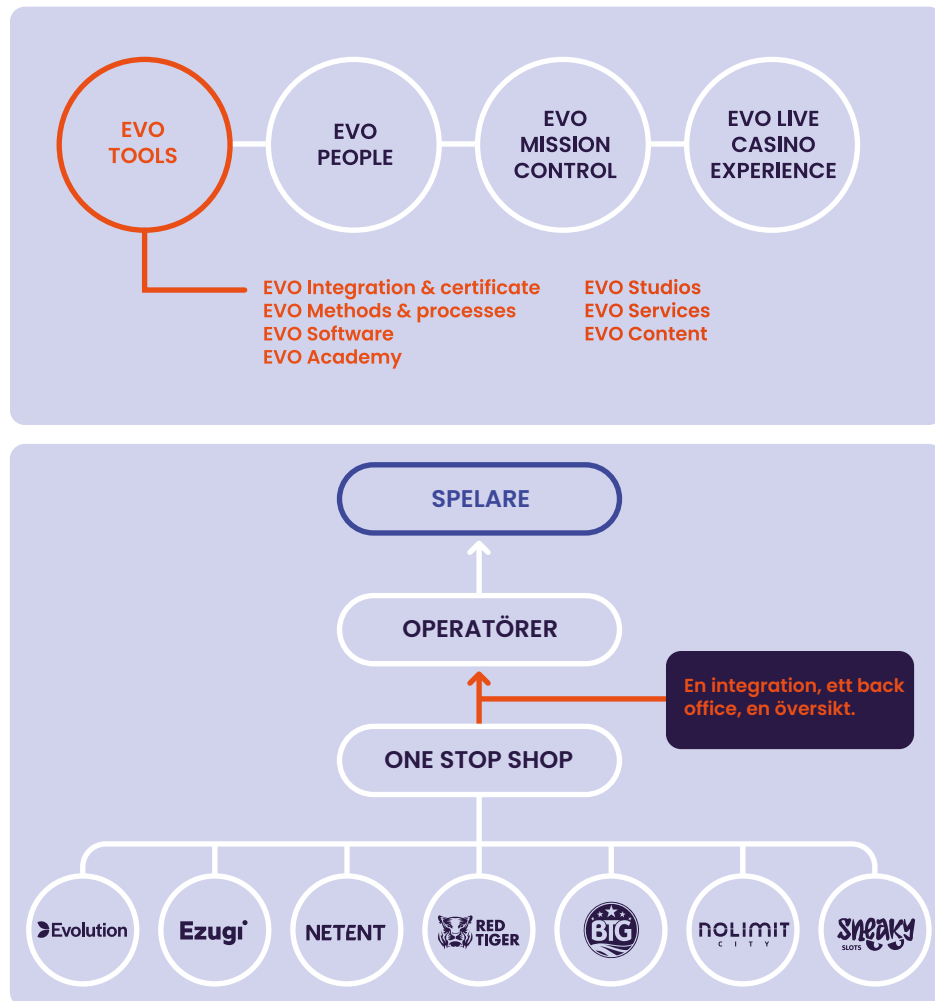 EVO
TOOLS
EVO
PEOPLE
EVO
MISSION
CONTROL
EVO LIVE
CASINO
EXPERIENCE
EVO Integration & certificate
EVO Methods & processes
EVO Software
EVO Academy
EVO Studios
EVO Services
EVO Content
SPELARE
OPERATÖRER
En integration, ett back
office, en översikt.
ONE STOP SHOP
Evolution
Ezugi
NETENT
RED
TIGER
BTG
NOLIMIT
CITY
SNEAKY
SLOTS